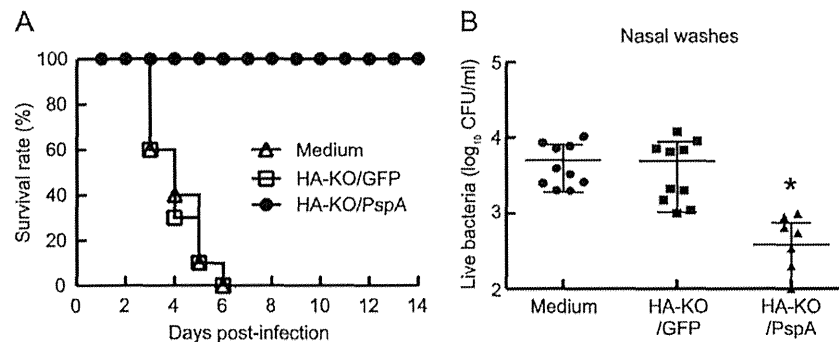 A
Survival rate (%)
100
80
60
40
20
0
0 2 4 6 8 10 12 14
Days post-infection
Medium
HA-KO/GFP
HA-KO/PspA
B
Nasal washes
Live bacteria (log₁₀ CFU/ml)
5
4
3
2
*
Medium
HA-KO
/GFP
HA-KO
/PspA